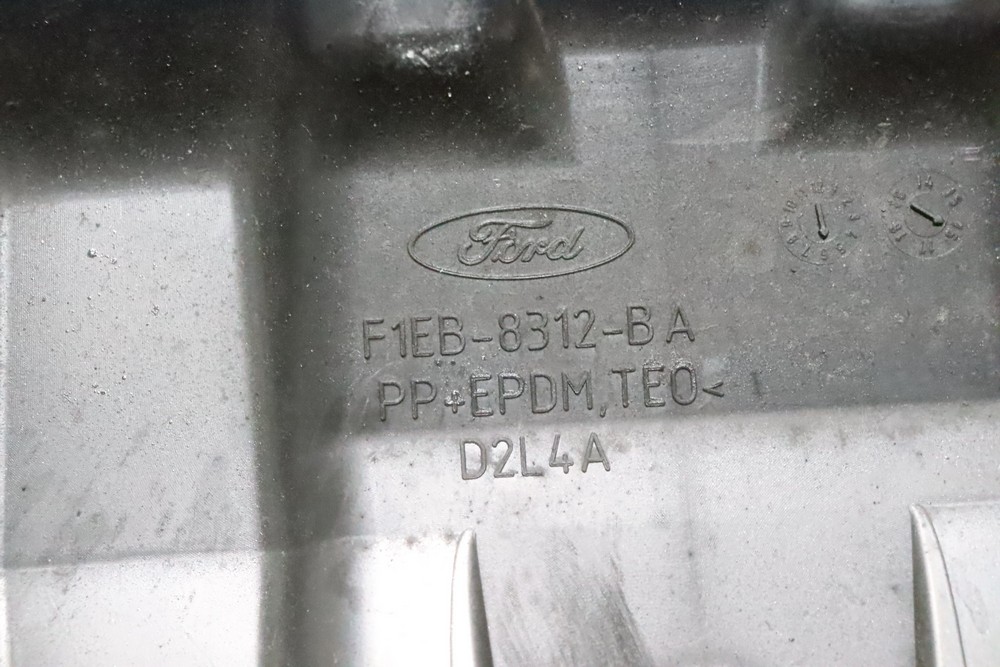 Ford
F1EB-8312-BA
PP+EPDM,TEO<
D2L4A